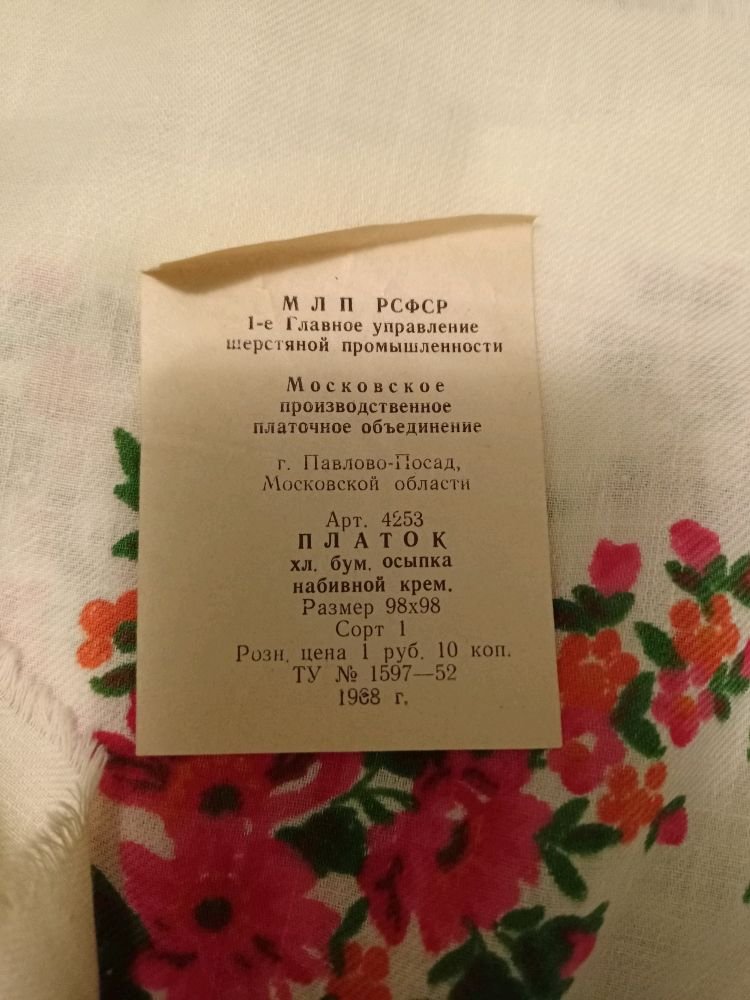 МЛП РСФСР
1-е Главное управление
шерстяной промышленности
Московское
производственное
платочное объединение
г. Павлово-Посад,
Московской области
Арт. 4253
ПЛАТОК
хл. бум. осыпка
набивной крем.
Размер 98х98
Сорт 1
Розн. цена 1 руб. 10 коп.
ТУ № 1597—52
1968 г.